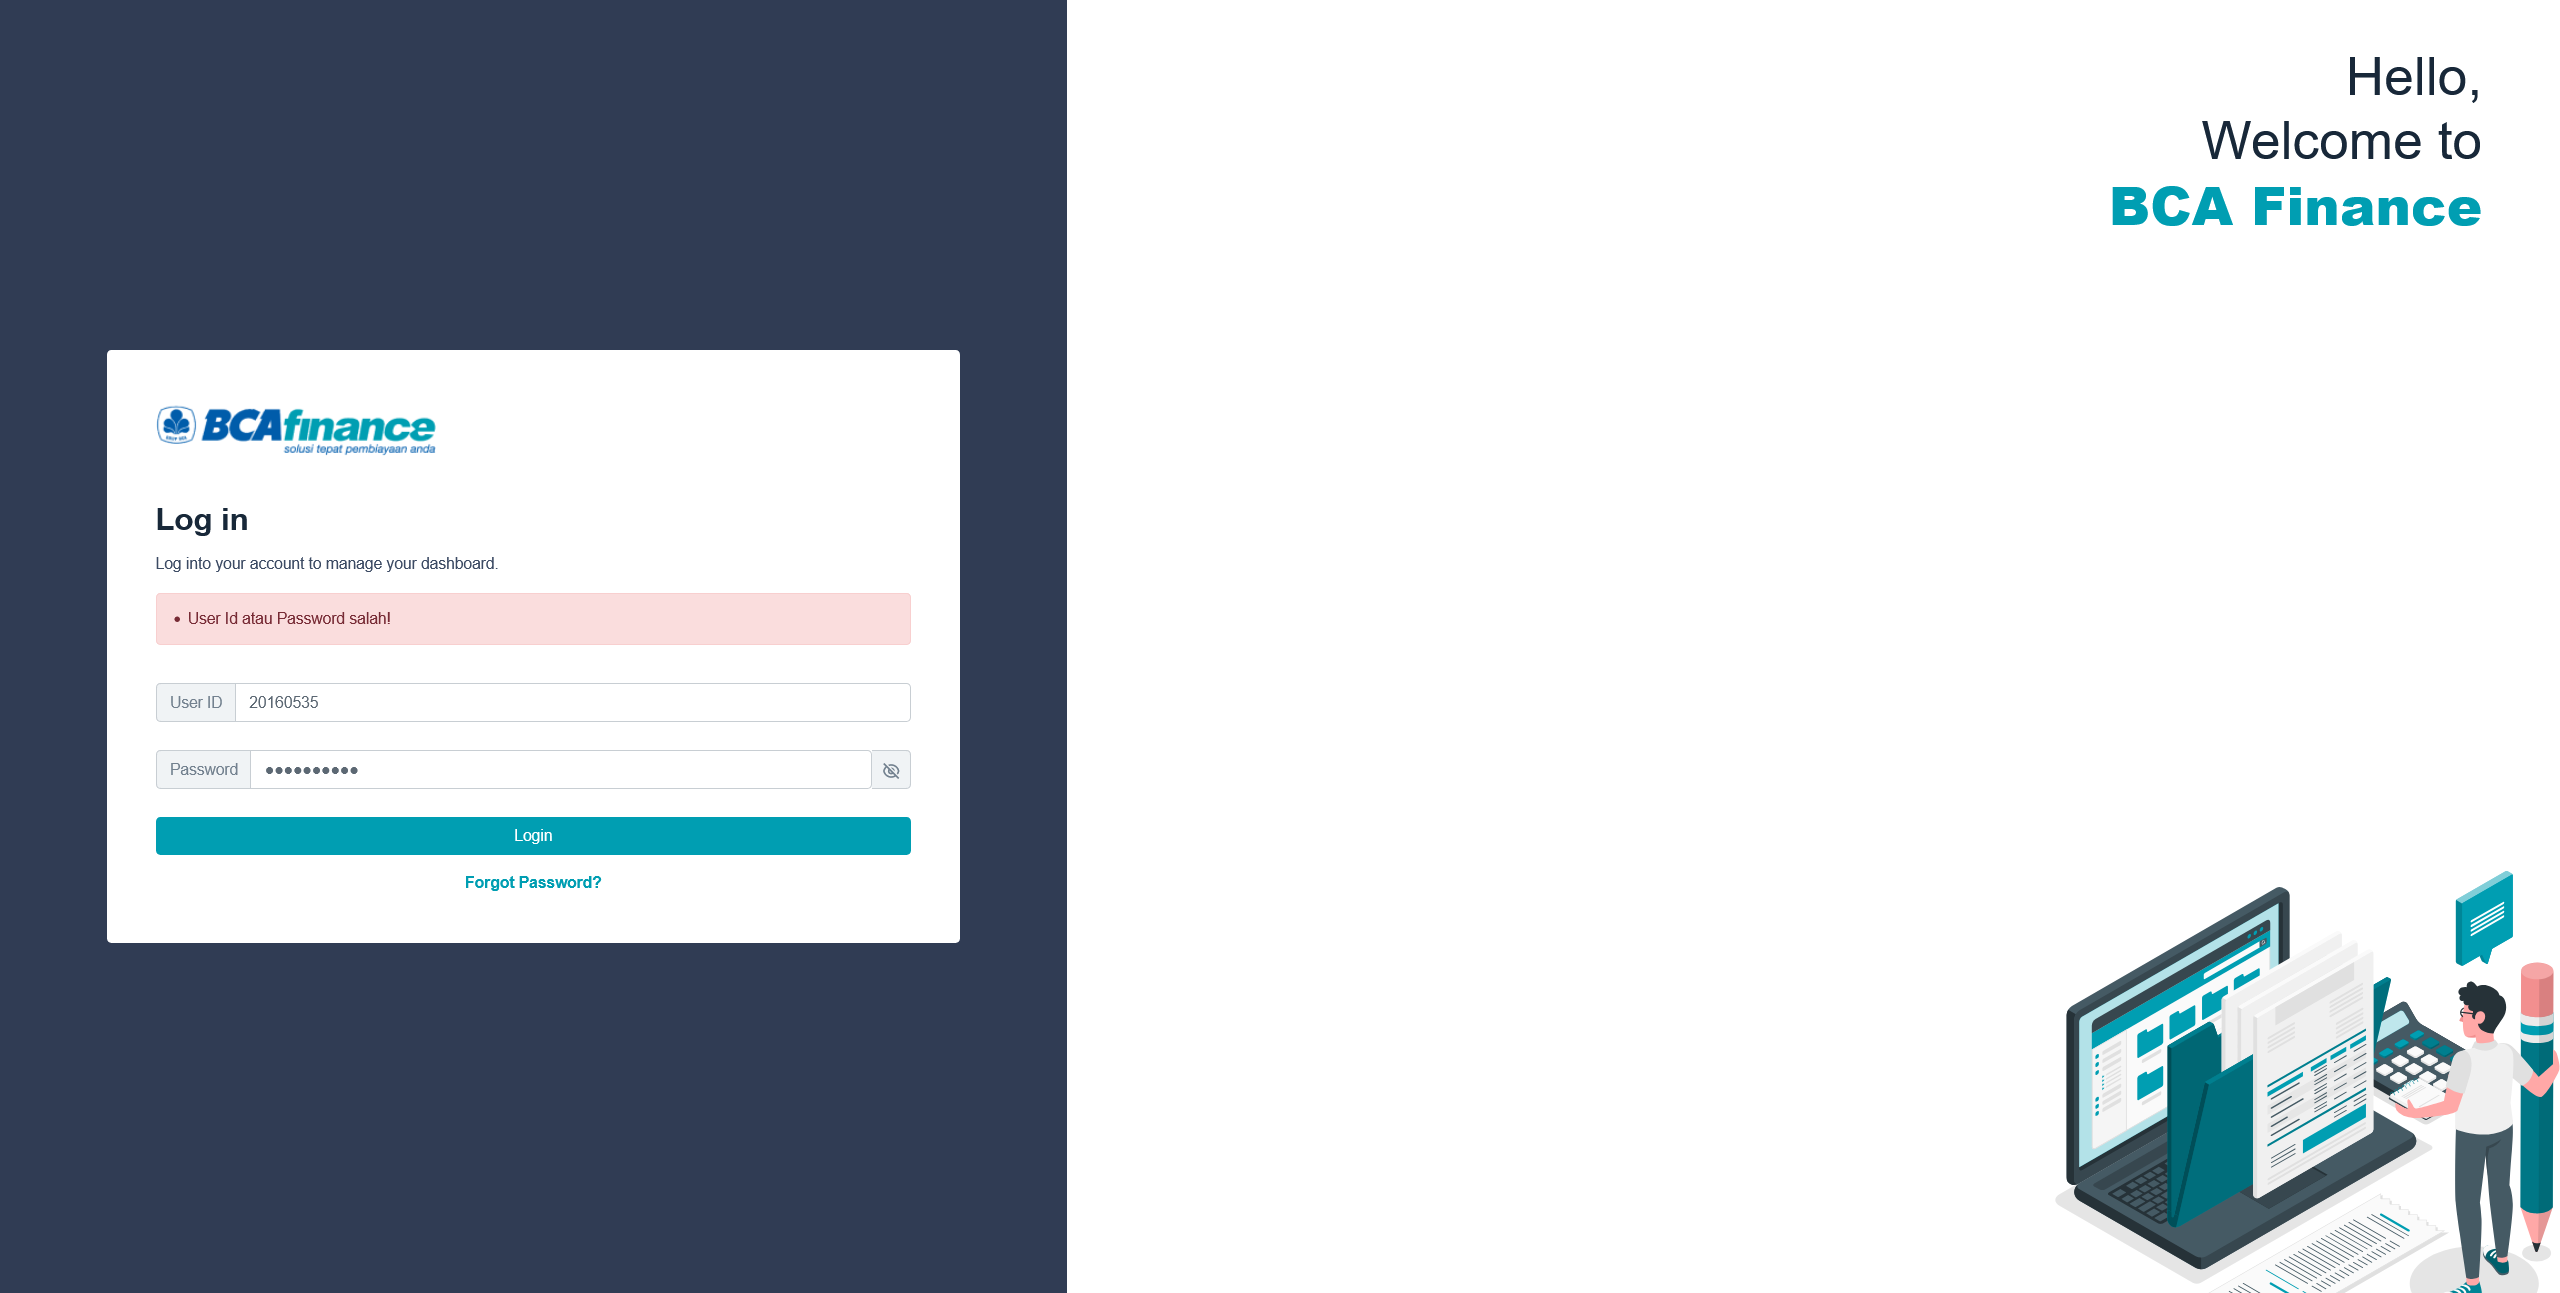 BCAfinance
solusi tepat pembiayaan anda
Log in
Log into your account to manage your dashboard.
• User Id atau Password salah!
User ID 20160535
Password ••••••••••
Login
Forgot Password?
Hello,
Welcome to
BCA Finance